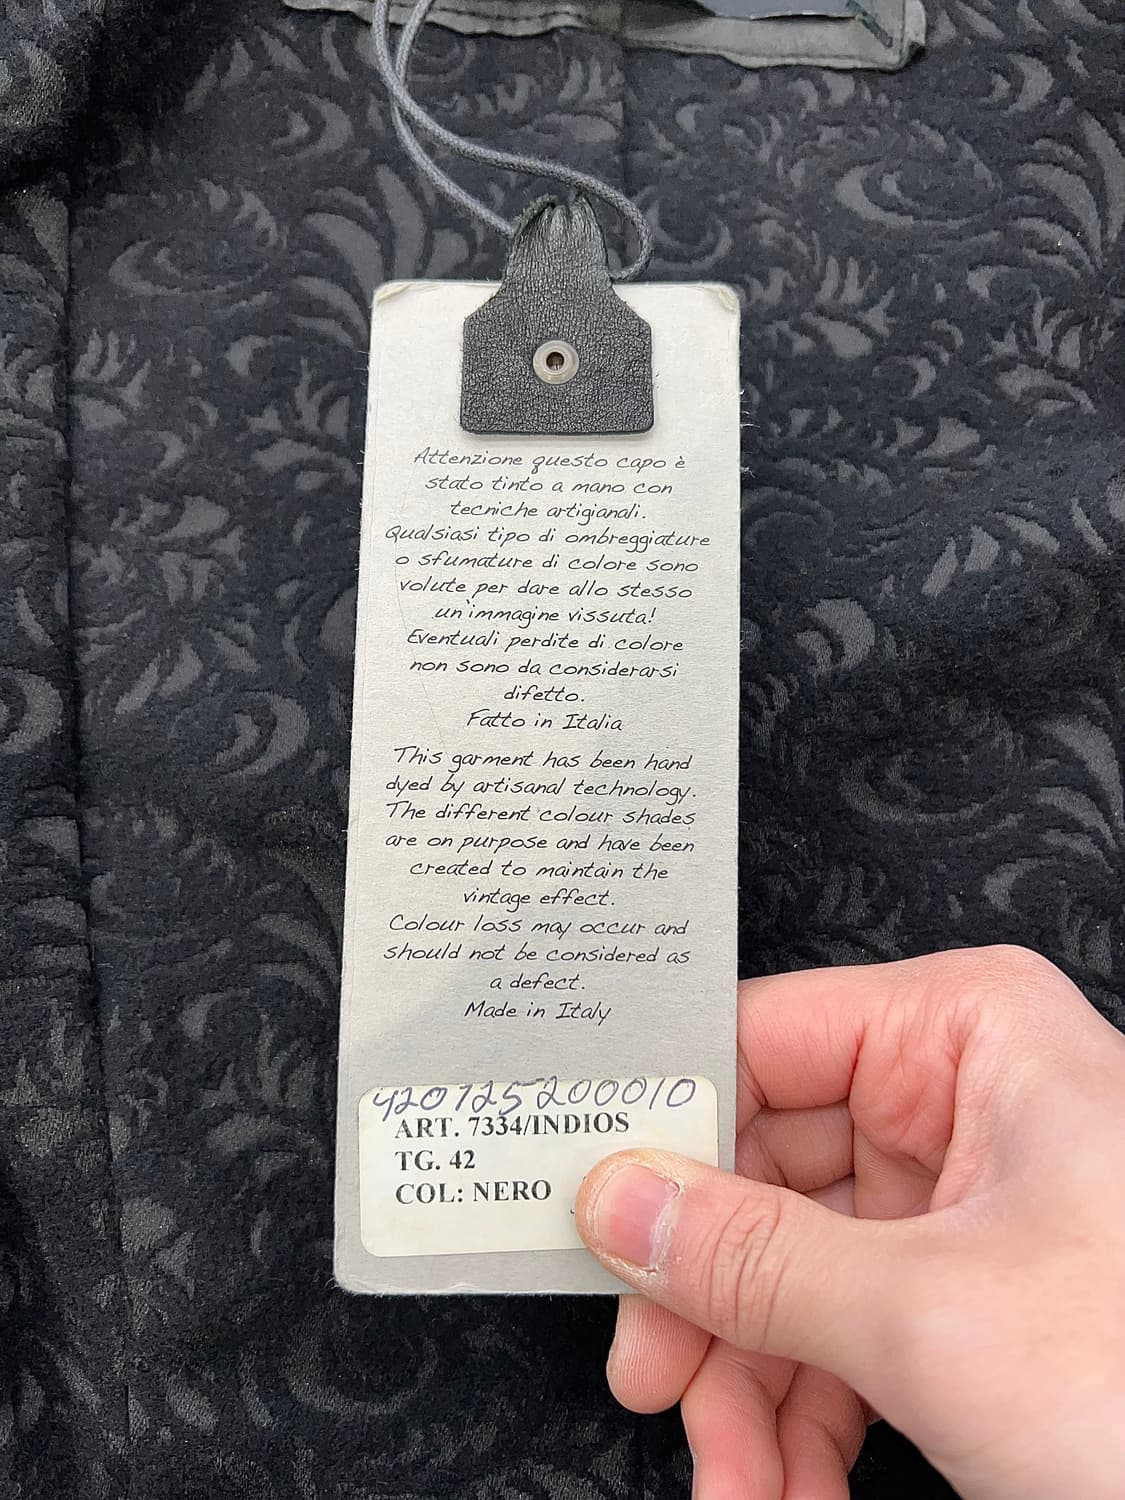 Attenzione questo capo è
stato tinto a mano con
tecniche artigianali.
Qualsiasi tipo di ombreggiature
o sfumature di colore sono
volute per dare allo stesso
un'immagine vissuta!
Eventuali perdite di colore
non sono da considerarsi
difetto.
Fatto in Italia
This garment has been hand
dyed by artisanal technology.
The different colour shades
are on purpose and have been
created to maintain the
vintage effect.
Colour loss may occur and
should not be considered as
a defect.
Made in Italy
420725200010
ART. 7334/INDIOS
TG. 42
COL: NERO